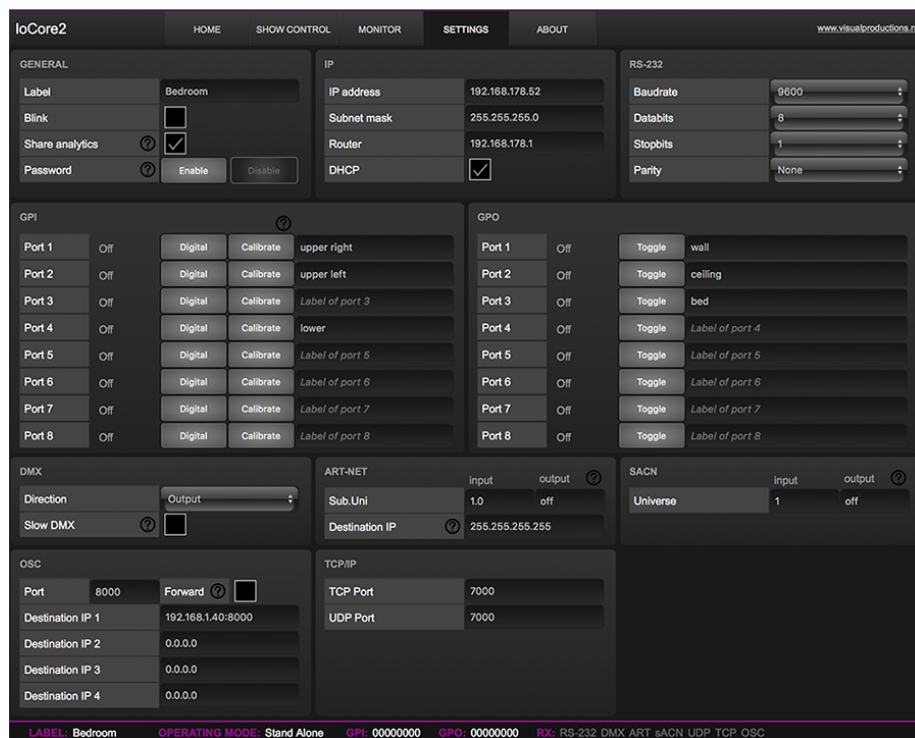 IoCore2 HOME SHOW CONTROL MONITOR SETTINGS ABOUT www.visualproductions.n
GENERAL
Label Bedroom
Blink
Share analytics ?
Password ? Enable Disable
IP
IP address 192.168.178.52
Subnet mask 255.255.255.0
Router 192.168.178.1
DHCP
RS-232
Baudrate 9600
Databits 8
Stopbits 1
Parity None
GPI ?
Port 1 Off Digital Calibrate upper right
Port 2 Off Digital Calibrate upper left
Port 3 Off Digital Calibrate Label of port 3
Port 4 Off Digital Calibrate lower
Port 5 Off Digital Calibrate Label of port 5
Port 6 Off Digital Calibrate Label of port 6
Port 7 Off Digital Calibrate Label of port 7
Port 8 Off Digital Calibrate Label of port 8
GPO
Port 1 Off Toggle wall
Port 2 Off Toggle ceiling
Port 3 Off Toggle bed
Port 4 Off Toggle Label of port 4
Port 5 Off Toggle Label of port 5
Port 6 Off Toggle Label of port 6
Port 7 Off Toggle Label of port 7
Port 8 Off Toggle Label of port 8
DMX
Direction Output
Slow DMX ?
ART-NET input output ?
Sub.Uni 1.0 off
Destination IP ? 255.255.255.255
SACN input output ?
Universe 1 off
OSC
Port 8000 Forward ?
Destination IP 1 192.168.1.40:8000
Destination IP 2 0.0.0.0
Destination IP 3 0.0.0.0
Destination IP 4 0.0.0.0
TCP/IP
TCP Port 7000
UDP Port 7000
LABEL: Bedroom OPERATING MODE: Stand Alone GPI: 00000000 GPO: 00000000 RX: RS-232 DMX ART sACN UDP TCP OSC